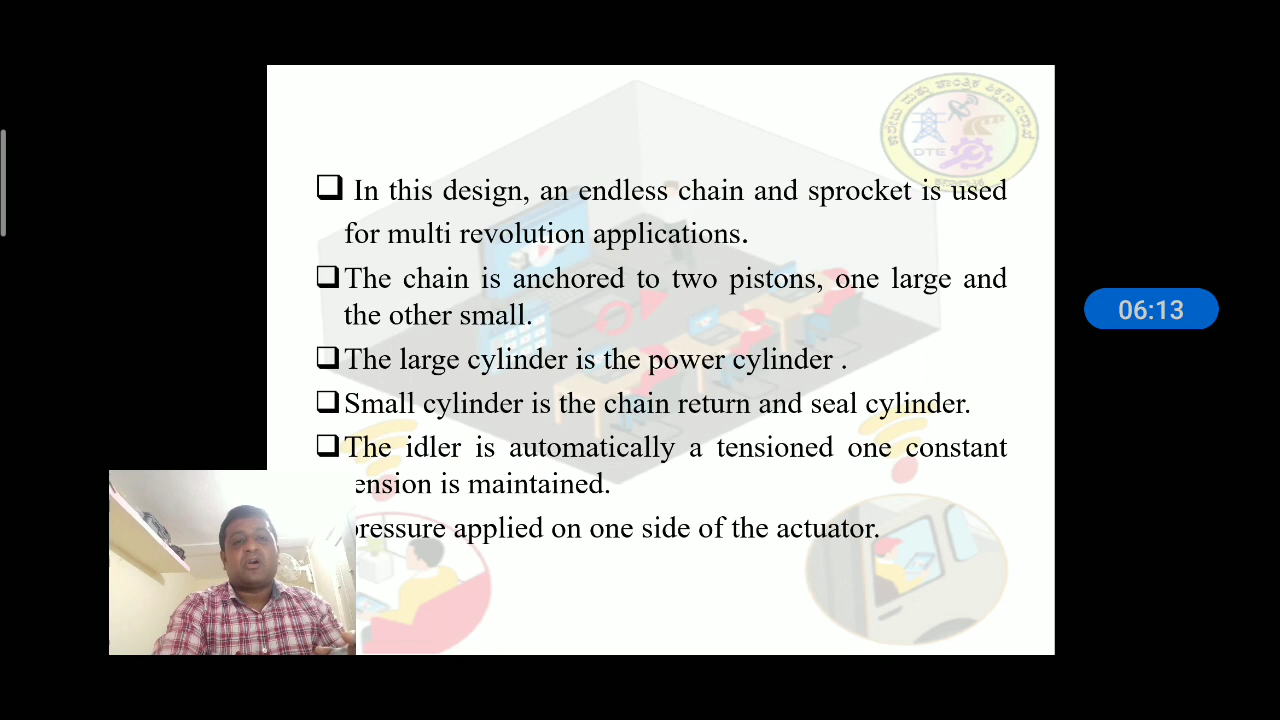 In this design, an endless chain and sprocket is used
for multi revolution applications.
The chain is anchored to two pistons, one large and
the other small.
The large cylinder is the power cylinder .
Small cylinder is the chain return and seal cylinder.
The idler is automatically a tensioned one constant
ension is maintained.
pressure applied on one side of the actuator.
06:13
DTE